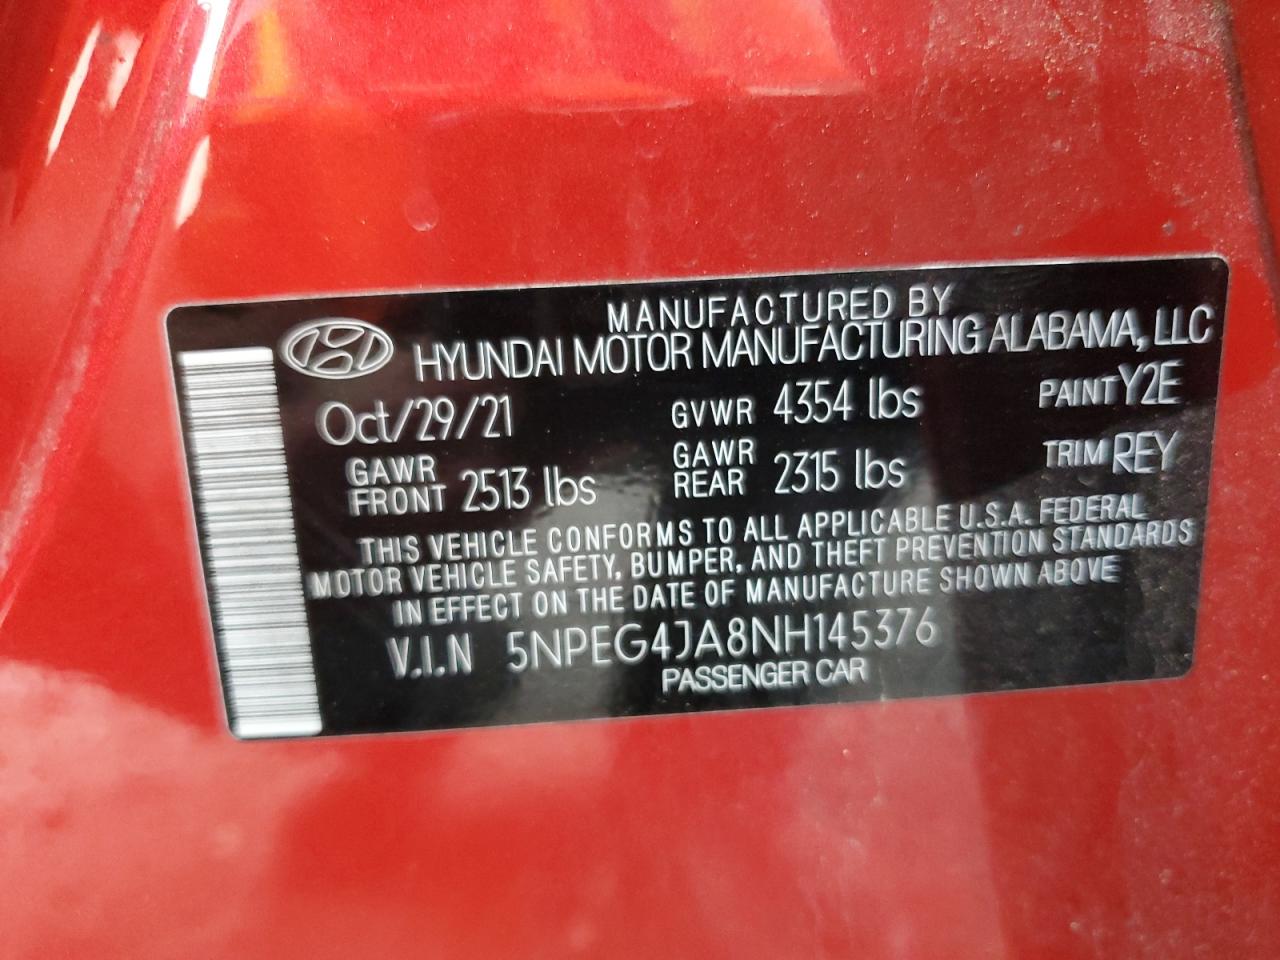 MANUFACTURED BY
HYUNDAI MOTOR MANUFACTURING ALABAMA, LLC
Oct/29/21 GVWR 4354 lbs PAINT Y2E
GAWR FRONT 2513 lbs GAWR REAR 2315 lbs TRIM REY
THIS VEHICLE CONFORMS TO ALL APPLICABLE U.S.A. FEDERAL
MOTOR VEHICLE SAFETY, BUMPER, AND THEFT PREVENTION STANDARDS
IN EFFECT ON THE DATE OF MANUFACTURE SHOWN ABOVE
V.I.N 5NPEG4JA8NH145376
PASSENGER CAR